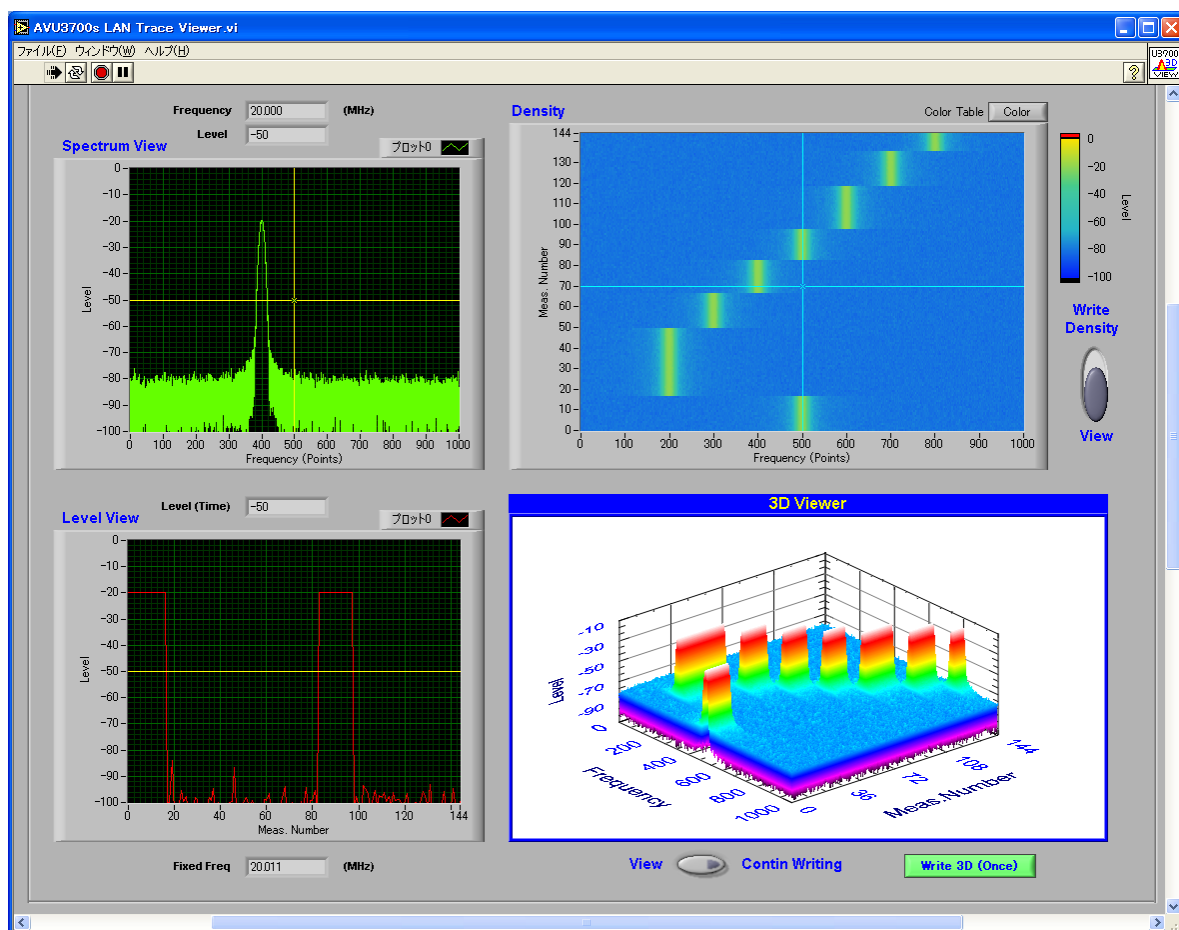 AVU3700s LAN Trace Viewer.vi
ファイル(F) ウィンドウ(W) ヘルプ(H)
?
U3700
3D
VIEW
Frequency 20.000 (MHz)
Level -50
Spectrum View
プロット0
0
-10
-20
-30
-40
-50
-60
-70
-80
-90
-100
Level
0 100 200 300 400 500 600 700 800 900 1000
Frequency (Points)
Density
Color Table Color
144
130
120
110
100
90
80
70
60
50
40
30
20
10
0
Meas. Number
0 100 200 300 400 500 600 700 800 900 1000
Frequency (Points)
0
-20
-40
-60
-80
-100
Level
Write
Density
View
Level (Time) -50
Level View
プロット0
0
-10
-20
-30
-40
-50
-60
-70
-80
-90
-100
Level
0 20 40 60 80 100 120 144
Meas. Number
Fixed Freq 20.011 (MHz)
3D Viewer
-10
-30
-50
-70
-90
Level
0 200 400 600 800 1000
Frequency
0 36 72 108 144
Meas.Number
View Contin Writing
Write 3D (Once)